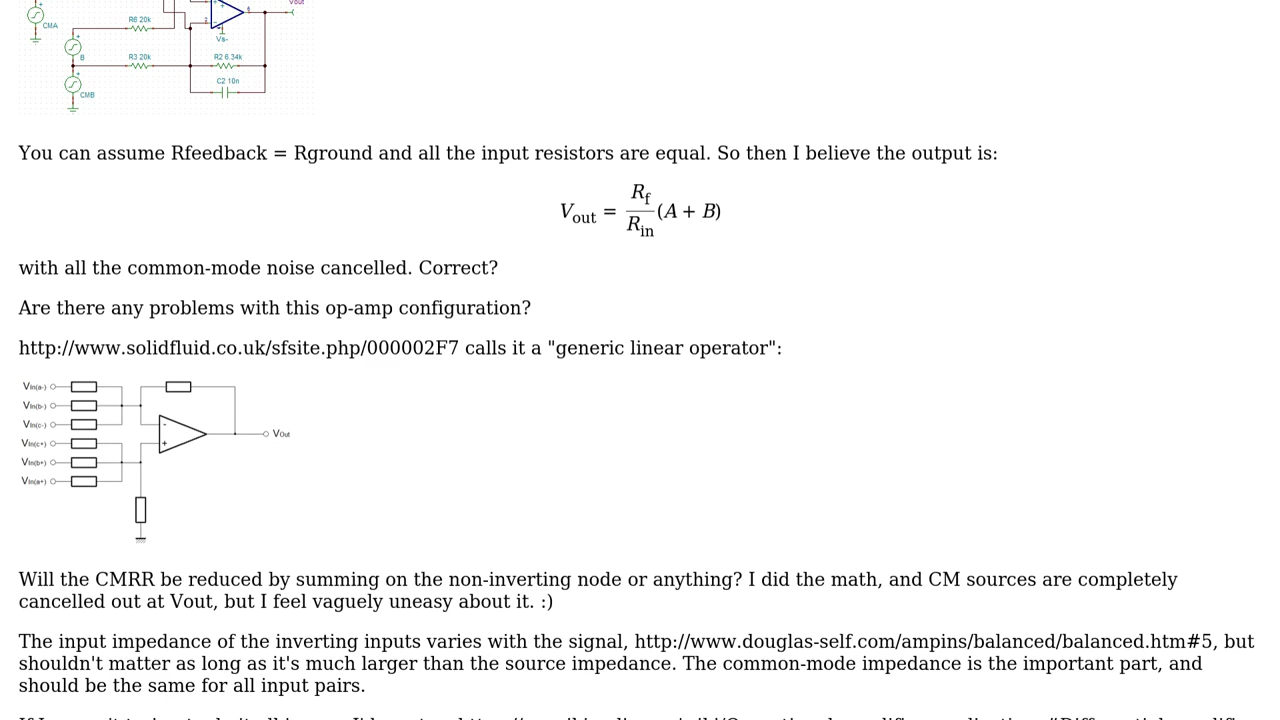 Vout
CMA
R6 20k
Vs-
B
R3 20k
R2 6.34k
C2 10n
CMB
You can assume Rfeedback = Rground and all the input resistors are equal. So then I believe the output is:
Vout = Rf/Rin (A + B)
with all the common-mode noise cancelled. Correct?
Are there any problems with this op-amp configuration?
http://www.solidfluid.co.uk/sfsite.php/000002F7 calls it a "generic linear operator":
VIn(a-)
VIn(b-)
VIn(c-)
VIn(c+)
VIn(b+)
VIn(a+)
-
+
VOut
Will the CMRR be reduced by summing on the non-inverting node or anything? I did the math, and CM sources are completely
cancelled out at Vout, but I feel vaguely uneasy about it. :)
The input impedance of the inverting inputs varies with the signal, http://www.douglas-self.com/ampins/balanced/balanced.htm#5, but
shouldn't matter as long as it's much larger than the source impedance. The common-mode impedance is the important part, and
should be the same for all input pairs.